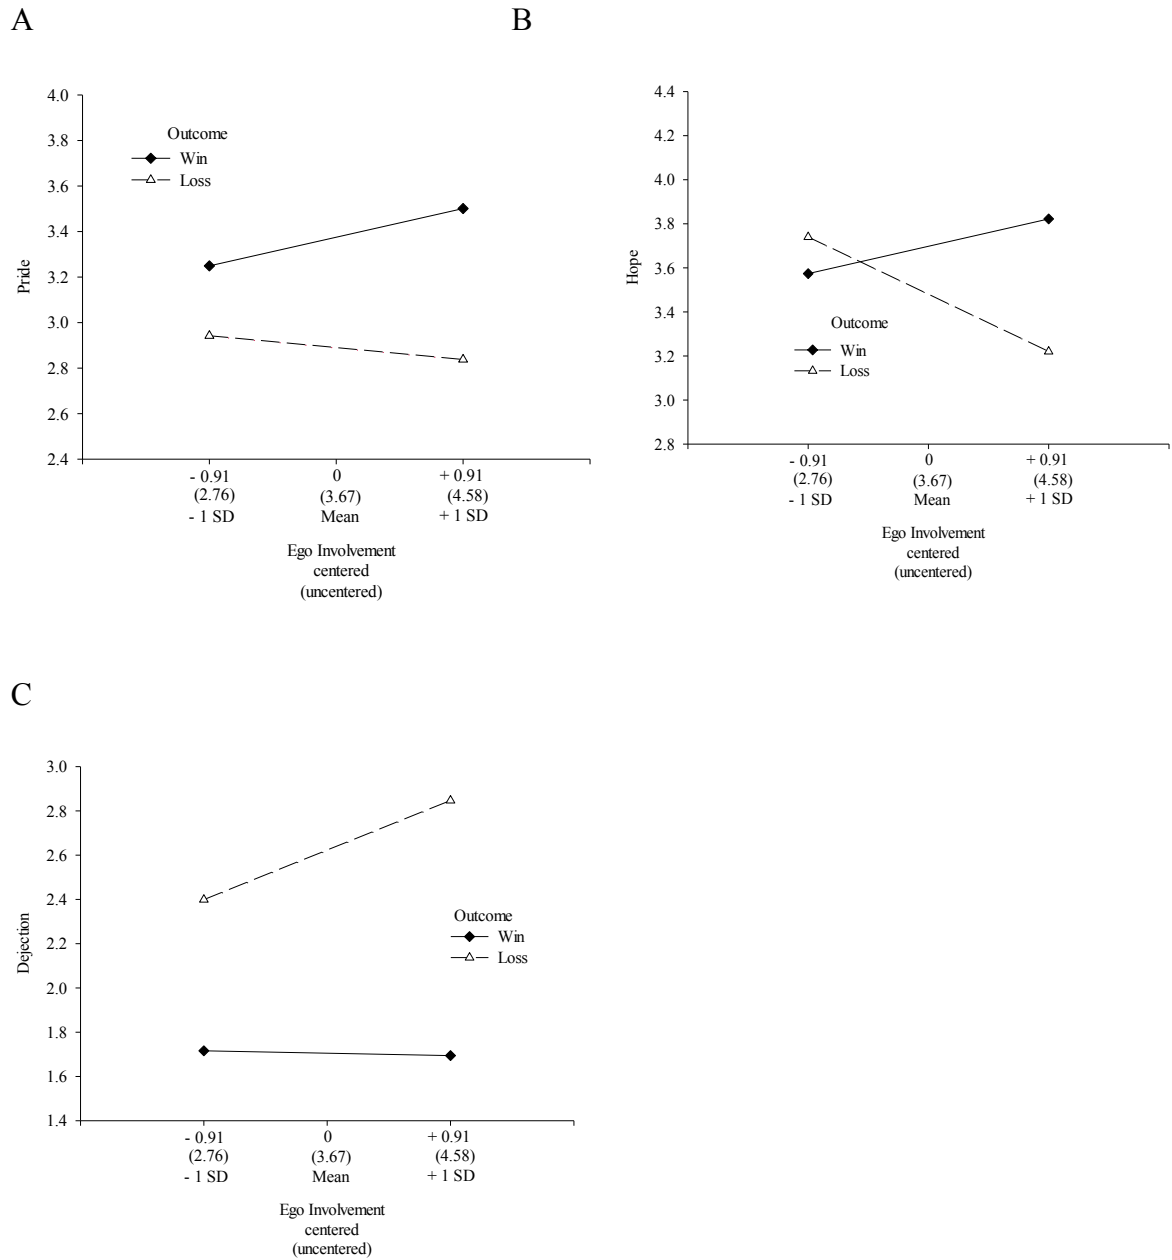 A
4.0
3.8
3.6
3.4
3.2
3.0
2.8
2.6
2.4
Pride
Outcome
Win
Loss
- 0.91 0 + 0.91
(2.76) (3.67) (4.58)
- 1 SD Mean + 1 SD
Ego Involvement
centered
(uncentered)
B
4.4
4.2
4.0
3.8
3.6
3.4
3.2
3.0
2.8
Hope
Outcome
Win
Loss
- 0.91 0 + 0.91
(2.76) (3.67) (4.58)
- 1 SD Mean + 1 SD
Ego Involvement
centered
(uncentered)
C
3.0
2.8
2.6
2.4
2.2
2.0
1.8
1.6
1.4
Dejection
Outcome
Win
Loss
- 0.91 0 + 0.91
(2.76) (3.67) (4.58)
- 1 SD Mean + 1 SD
Ego Involvement
centered
(uncentered)